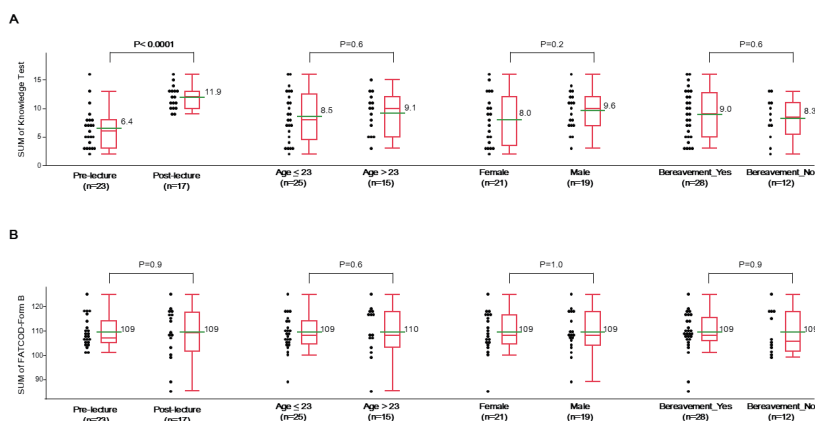 A
P< 0.0001
P=0.6
P=0.2
P=0.6
SUM of Knowledge Test
15
10
5
0
6.4
11.9
8.5
9.1
8.0
9.6
9.0
8.3
Pre-lecture
(n=23)
Post-lecture
(n=17)
Age ≤ 23
(n=25)
Age > 23
(n=15)
Female
(n=21)
Male
(n=19)
Bereavement_Yes
(n=28)
Bereavement_No
(n=12)
B
P=0.9
P=0.6
P=1.0
P=0.9
SUM of FATCOD-Form B
120
110
100
90
109
109
109
110
109
109
109
109
Pre-lecture
(n=23)
Post-lecture
(n=17)
Age ≤ 23
(n=25)
Age > 23
(n=15)
Female
(n=21)
Male
(n=19)
Bereavement_Yes
(n=28)
Bereavement_No
(n=12)